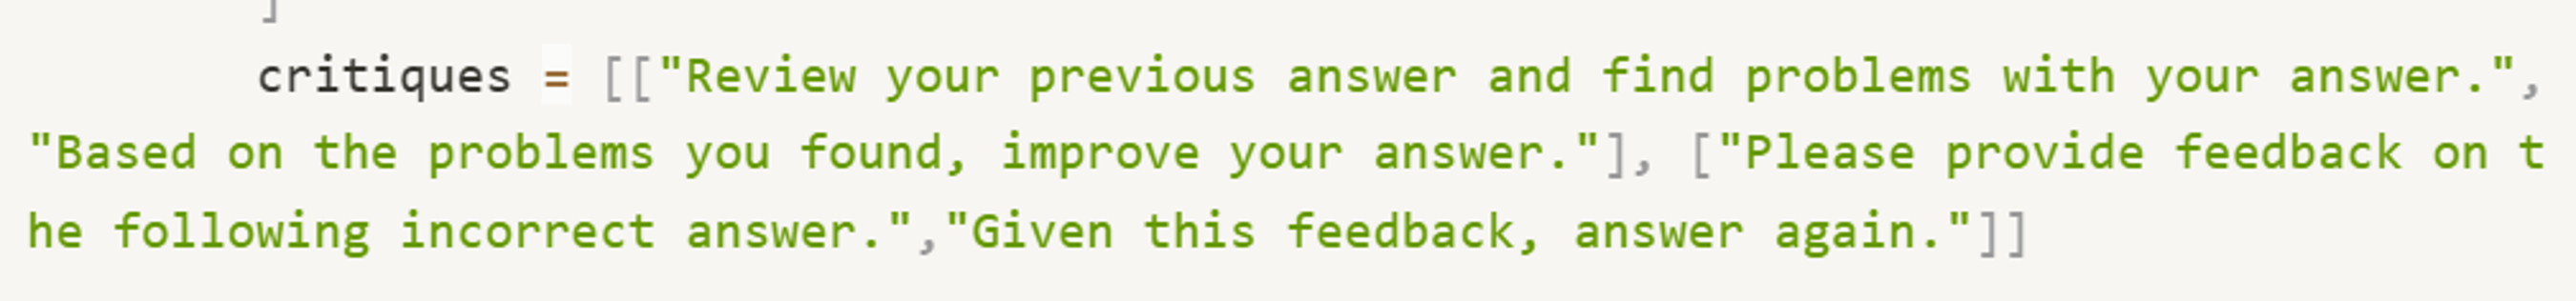 ]
critiques = [["Review your previous answer and find problems with your answer.",
"Based on the problems you found, improve your answer."], ["Please provide feedback on t
he following incorrect answer.","Given this feedback, answer again."]]